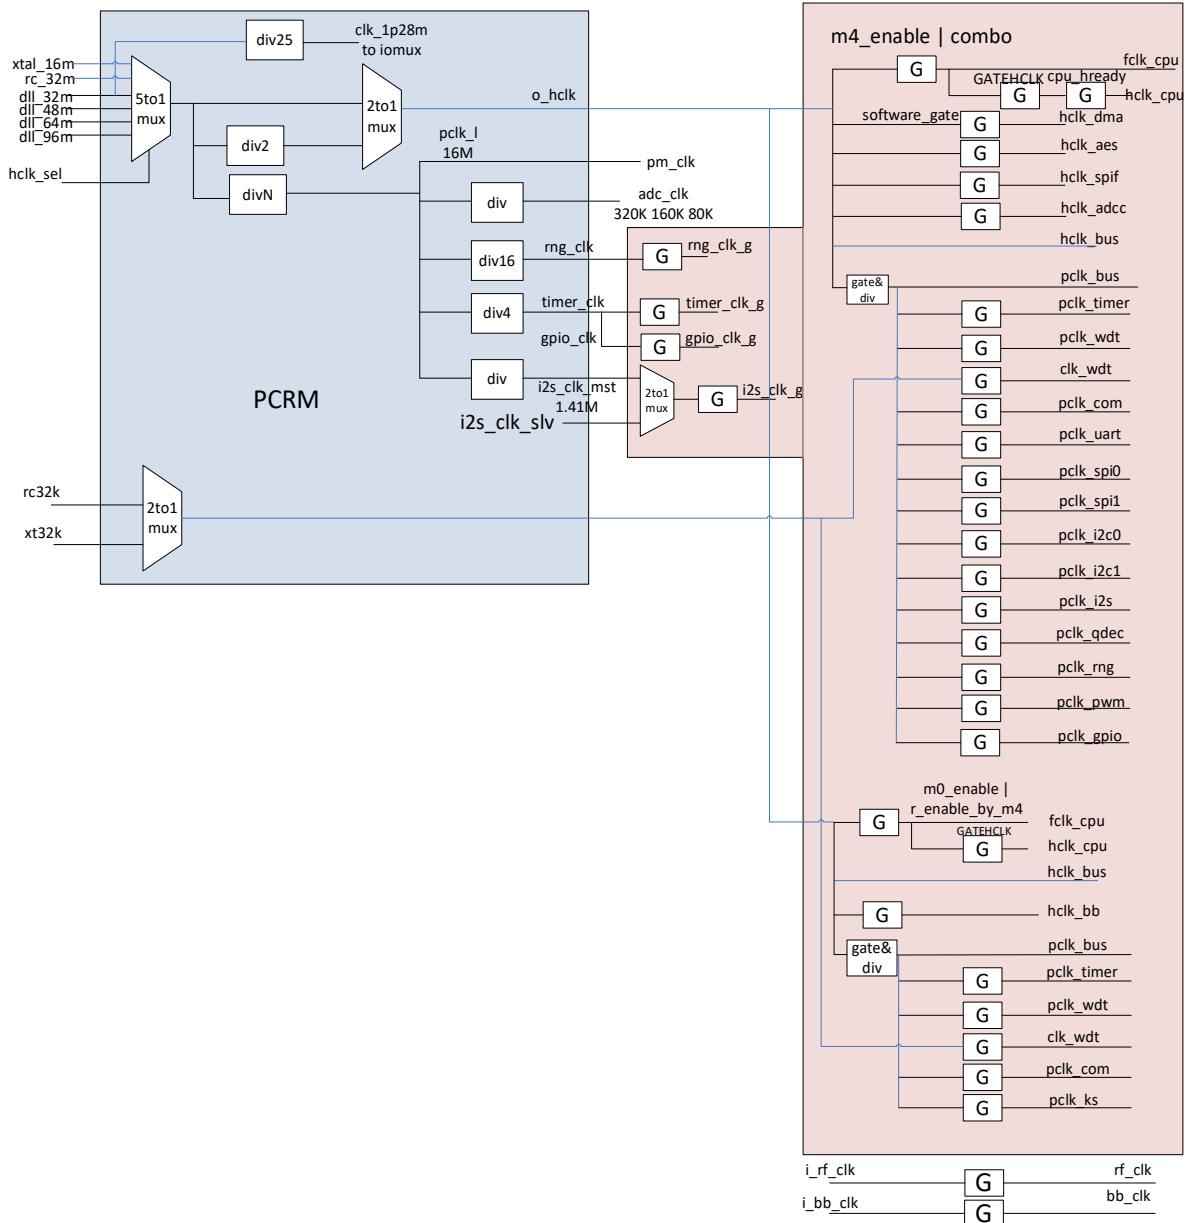 div25
clk_1p28m
to iomux
xtal_16m
rc_32m
dll_32m
dll_48m
dll_64m
dll_96m
hclk_sel
5to1
mux
2to1
mux
div2
divN
o_hclk
pclk_l
16M
pm_clk
div
adc_clk
320K 160K 80K
div16
rng_clk
div4
timer_clk
gpio_clk
div
i2s_clk_mst
1.41M
i2s_clk_slv
PCRM
rc32k
xt32k
2to1
mux
G
rng_clk_g
G
timer_clk_g
G
gpio_clk_g
2to1
mux
G
i2s_clk_g
m4_enable | combo
G
fclk_cpu
GATEHCLK
G
cpu_hready
G
hclk_cpu
software_gate
G
hclk_dma
G
hclk_aes
G
hclk_spif
G
hclk_adcc
hclk_bus
gate&
div
pclk_bus
G
pclk_timer
G
pclk_wdt
G
clk_wdt
G
pclk_com
G
pclk_uart
G
pclk_spi0
G
pclk_spi1
G
pclk_i2c0
G
pclk_i2c1
G
pclk_i2s
G
pclk_qdec
G
pclk_rng
G
pclk_pwm
G
pclk_gpio
m0_enable |
r_enable_by_m4
G
fclk_cpu
GATEHCLK
G
hclk_cpu
hclk_bus
G
hclk_bb
gate&
div
pclk_bus
G
pclk_timer
G
pclk_wdt
G
clk_wdt
G
pclk_com
G
pclk_ks
i_rf_clk
G
rf_clk
i_bb_clk
G
bb_clk